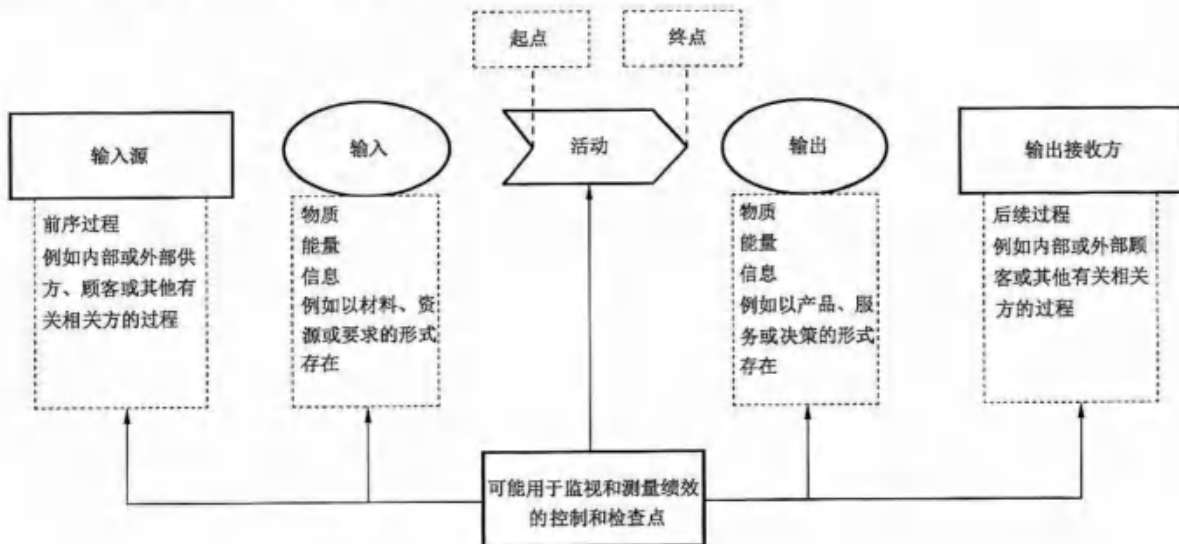 起点
终点
输入源
输入
活动
输出
输出接收方
前序过程
例如内部或外部供
方、顾客或其他有
关相关方的过程
物质
能量
信息
例如以材料、资
源或要求的形式
存在
物质
能量
信息
例如以产品、服
务或决策的形式
存在
后续过程
例如内部或外部顾
客或其他有关相关
方的过程
可能用于监视和测量绩效
的控制和检查点